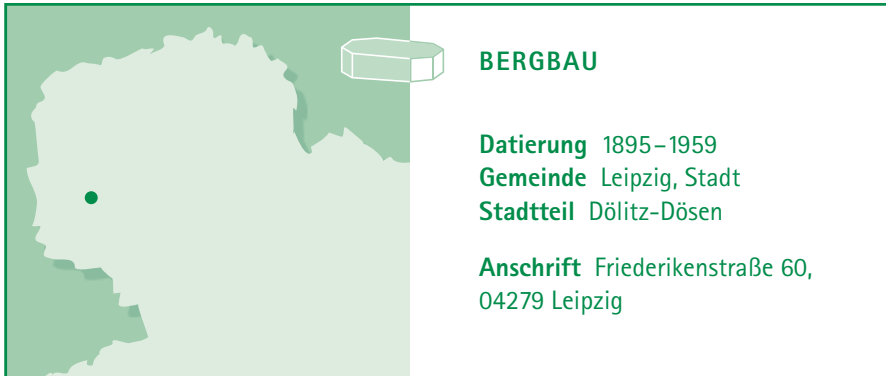 BERGBAU
Datierung 1895–1959
Gemeinde Leipzig, Stadt
Stadtteil Dölitz-Dösen
Anschrift Friederikenstraße 60,
04279 Leipzig